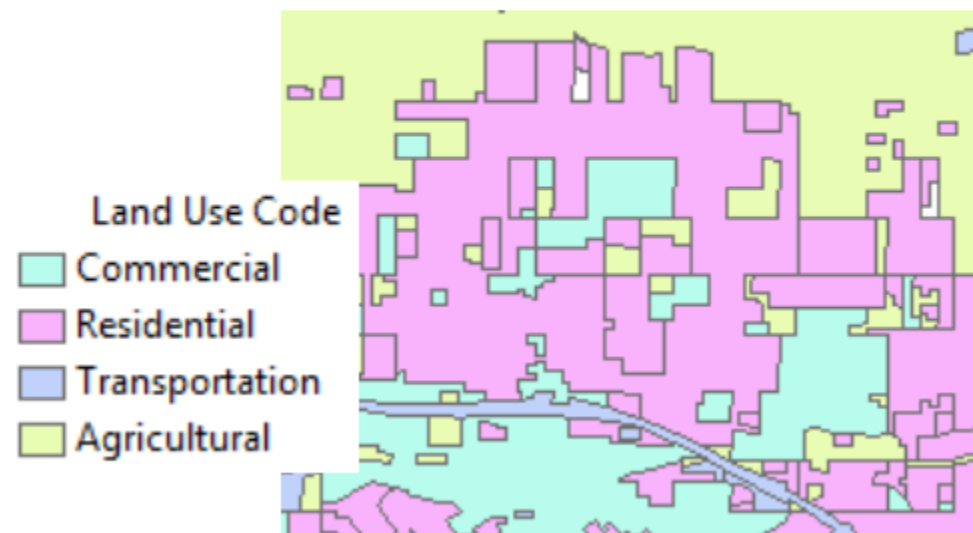 Land Use Code
Commercial
Residential
Transportation
Agricultural